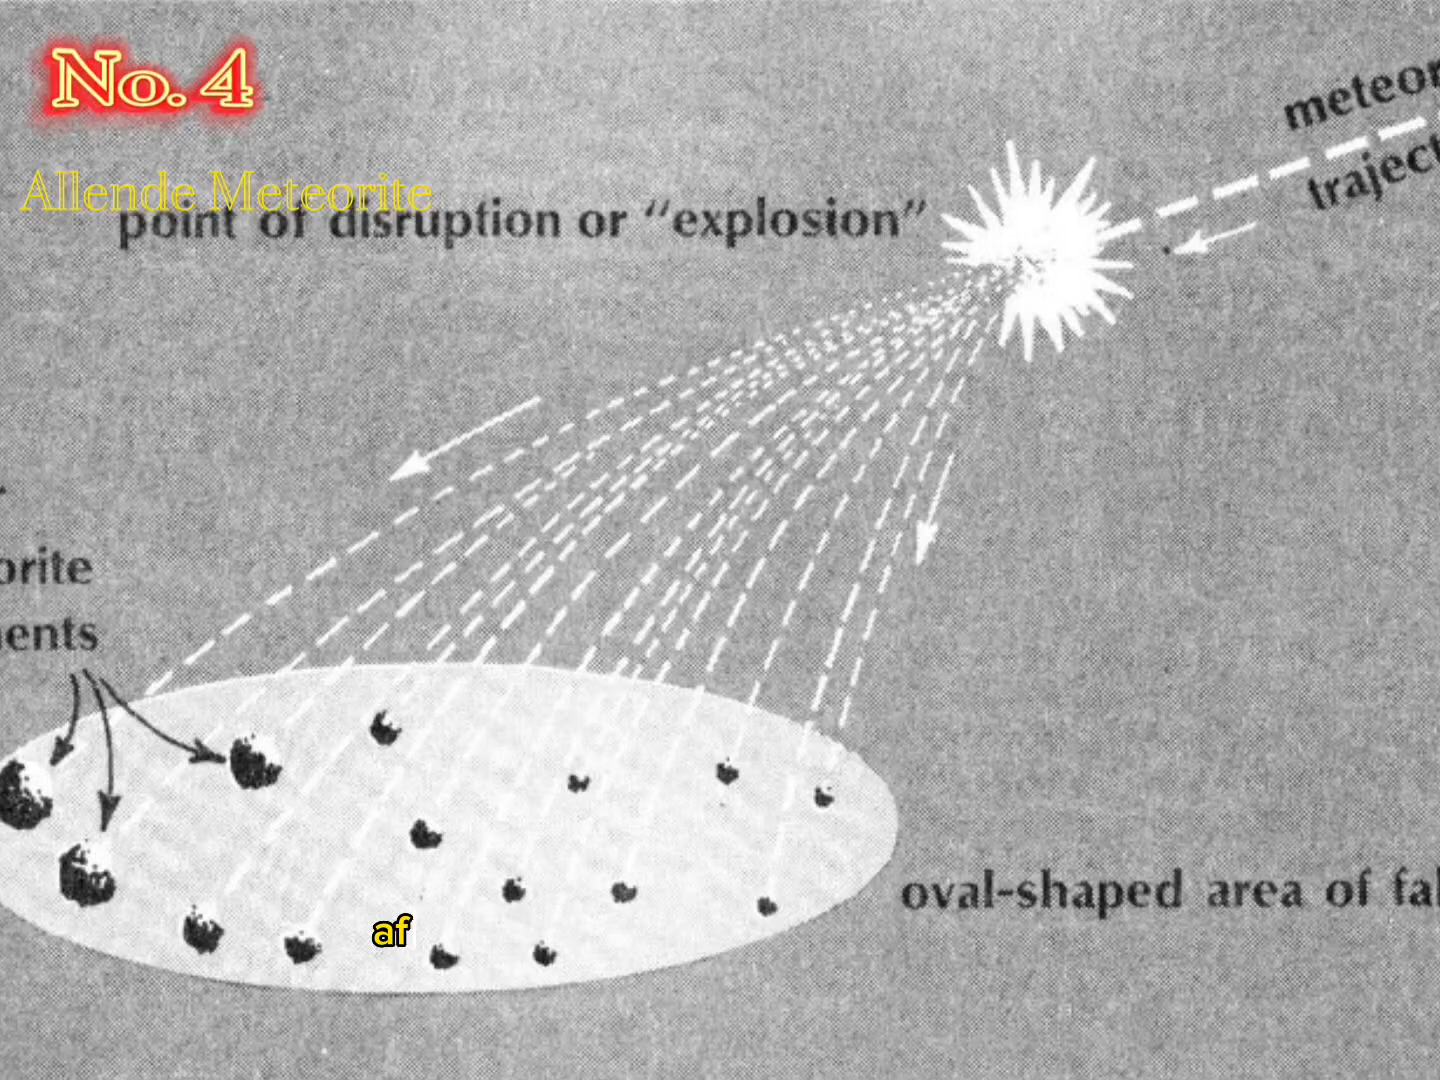 No. 4
Allende Meteorite
point of disruption or "explosion"
meteor
traject
orite
ents
af
oval-shaped area of fal